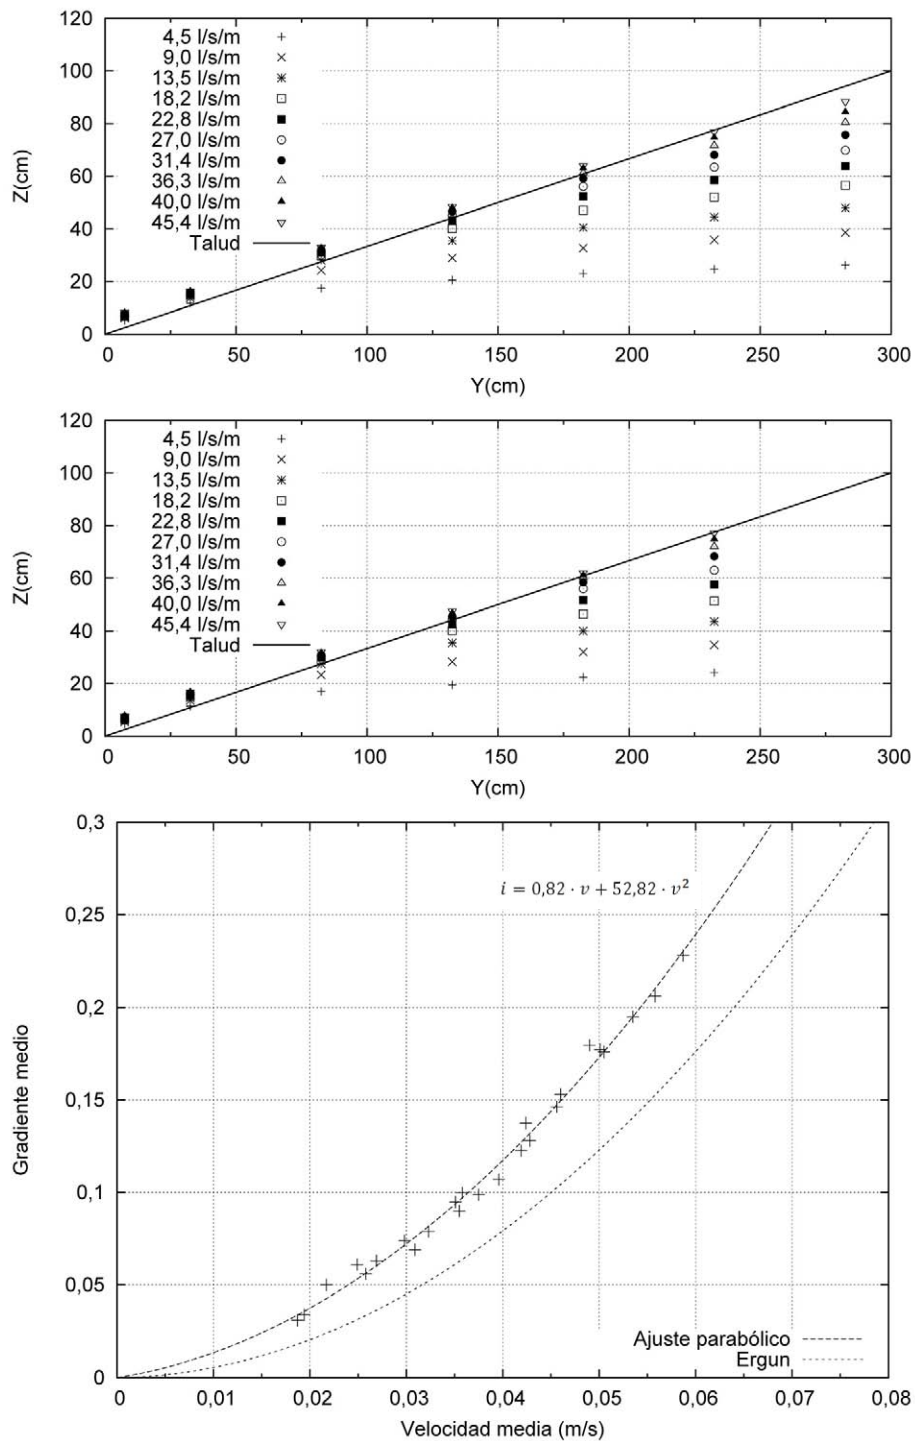 120
100
80
60
40
20
0
Z(cm)
4,5 l/s/m
9,0 l/s/m
13,5 l/s/m
18,2 l/s/m
22,8 l/s/m
27,0 l/s/m
31,4 l/s/m
36,3 l/s/m
40,0 l/s/m
45,4 l/s/m
Talud
0 50 100 150 200 250 300
Y(cm)
120
100
80
60
40
20
0
Z(cm)
4,5 l/s/m
9,0 l/s/m
13,5 l/s/m
18,2 l/s/m
22,8 l/s/m
27,0 l/s/m
31,4 l/s/m
36,3 l/s/m
40,0 l/s/m
45,4 l/s/m
Talud
0 50 100 150 200 250 300
Y(cm)
0,3
0,25
0,2
0,15
0,1
0,05
0
Gradiente medio
i = 0,82 · v + 52,82 · v²
Ajuste parabólico
Ergun
0 0,01 0,02 0,03 0,04 0,05 0,06 0,07 0,08
Velocidad media (m/s)